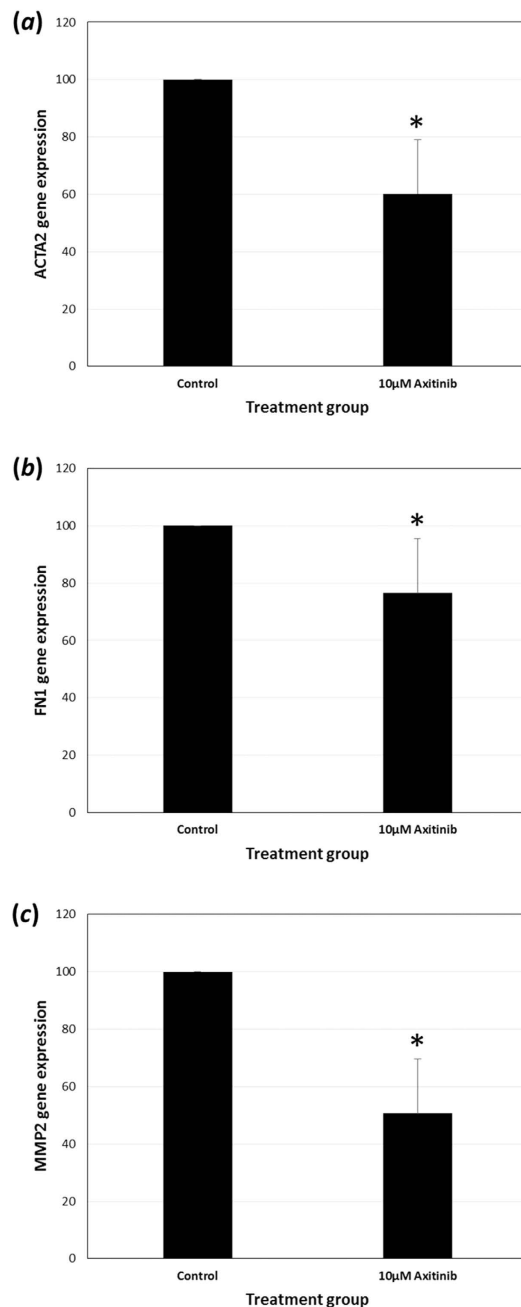 (a)
120
100
80
60
40
20
0
ACTA2 gene expression
*
Control
10µM Axitinib
Treatment group
(b)
120
100
80
60
40
20
0
FN1 gene expression
*
Control
10µM Axitinib
Treatment group
(c)
120
100
80
60
40
20
0
MMP2 gene expression
*
Control
10µM Axitinib
Treatment group